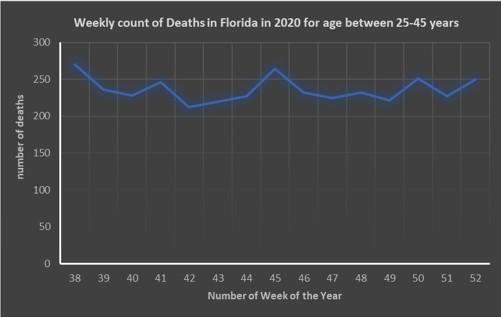 Weekly count of Deaths in Florida in 2020 for age between 25-45 years
300
250
200
150
100
50
0
number of deaths
38 39 40 41 42 43 44 45 46 47 48 49 50 51 52
Number of Week of the Year